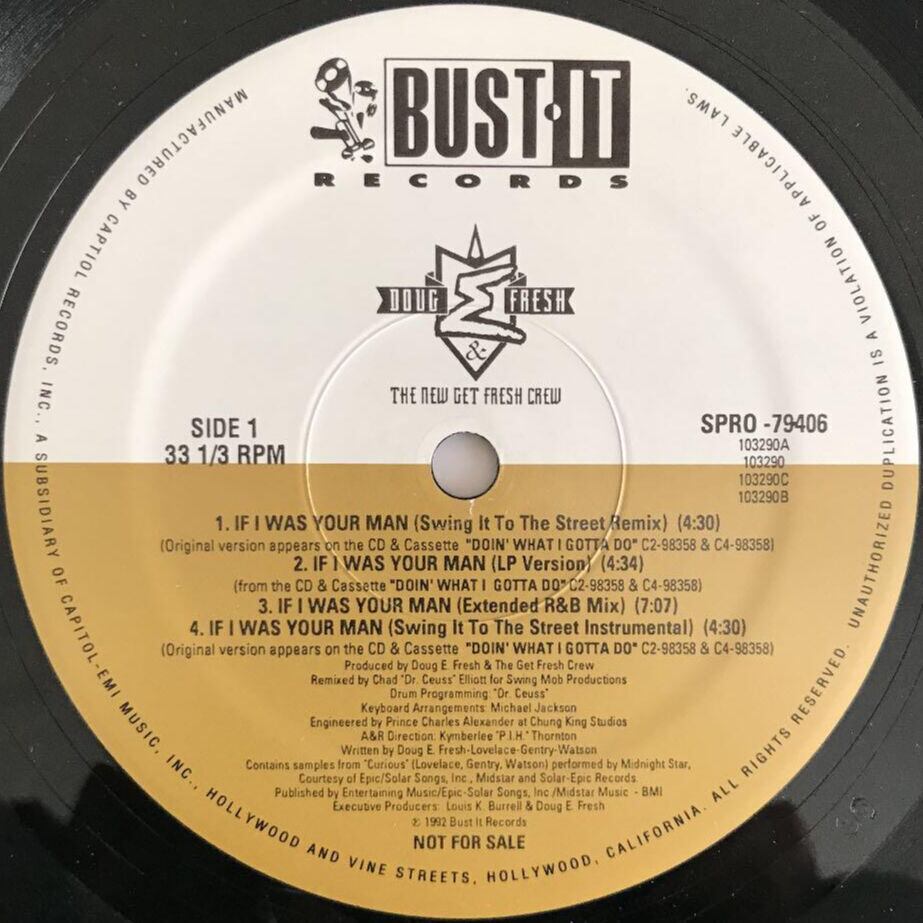 BUST·IT
RECORDS
DOUG E FRESH
&
THE NEW GET FRESH CREW
SIDE 1
33 1/3 RPM
SPRO -79406
103290A
103290
103290C
103290B
1. IF I WAS YOUR MAN (Swing It To The Street Remix) (4:30)
(Original version appears on the CD & Cassette "DOIN' WHAT I GOTTA DO" C2-98358 & C4-98358)
2. IF I WAS YOUR MAN (LP Version) (4:34)
(from the CD & Cassette "DOIN' WHAT I GOTTA DO" C2-98358 & C4-98358)
3. IF I WAS YOUR MAN (Extended R&B Mix) (7:07)
4. IF I WAS YOUR MAN (Swing It To The Street Instrumental) (4:30)
(Original version appears on the CD & Cassette "DOIN' WHAT I GOTTA DO" C2-98358 & C4-98358)
Produced by Doug E. Fresh & The Get Fresh Crew
Remixed by Chad "Dr. Ceuss" Elliott for Swing Mob Productions
Drum Programming: "Dr. Ceuss"
Keyboard Arrangements: Michael Jackson
Engineered by Prince Charles Alexander at Chung King Studios
A&R Direction: Kymberlee "P.I.H." Thornton
Written by Doug E. Fresh-Lovelace-Gentry-Watson
Contains samples from "Curious" (Lovelace, Gentry, Watson) performed by Midnight Star,
Courtesy of Epic/Solar Songs, Inc., Midstar and Solar-Epic Records.
Published by Entertaining Music/Epic-Solar Songs, Inc./Midstar Music - BMI
Executive Producers: Louis K. Burrell & Doug E. Fresh
℗ 1992 Bust It Records
NOT FOR SALE
MANUFACTURED BY CAPTIOL RECORDS, INC., A SUBSIDIARY OF CAPITOL-EMI MUSIC, INC., HOLLYWOOD AND VINE STREETS, HOLLYWOOD, CALIFORNIA. ALL RIGHTS RESERVED. UNAUTHORIZED DUPLICATION IS A VIOLATION OF APPLICABLE LAWS.